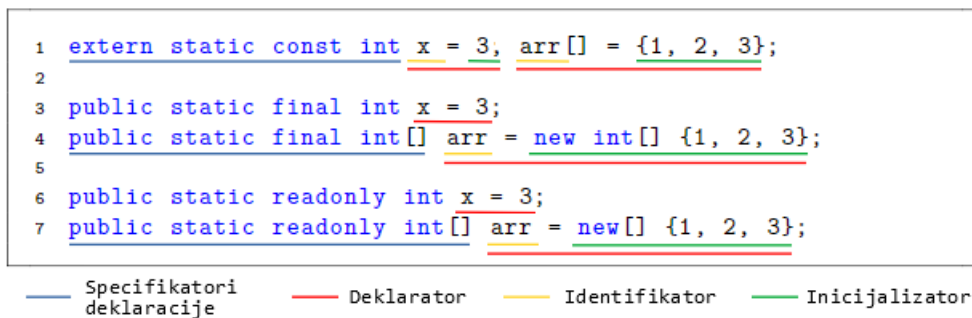 1 extern static const int x = 3, arr[] = {1, 2, 3};
2
3 public static final int x = 3;
4 public static final int[] arr = new int[] {1, 2, 3};
5
6 public static readonly int x = 3;
7 public static readonly int[] arr = new[] {1, 2, 3};
Specifikatori
deklaracije
Deklarator
Identifikator
Inicijalizator